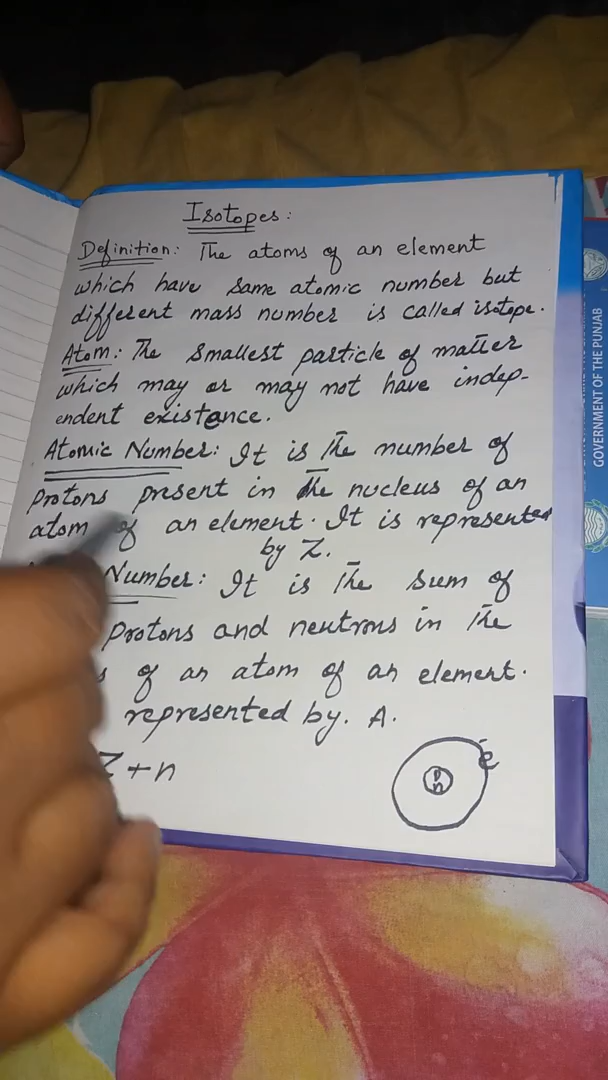 Isotopes:
Definition: The atoms of an element
which have same atomic number but
different mass number is called isotope.
Atom: The smallest particle of matter
which may or may not have indep-
endent existance.
Atomic Number: It is the number of
protons present in the nucleus of an
atom of an element. It is represented
by Z.
Number: It is the sum of
protons and neutrons in the
of an atom of an element.
represented by. A.
Z + n
e
p
n
GOVERNMENT OF THE PUNJAB